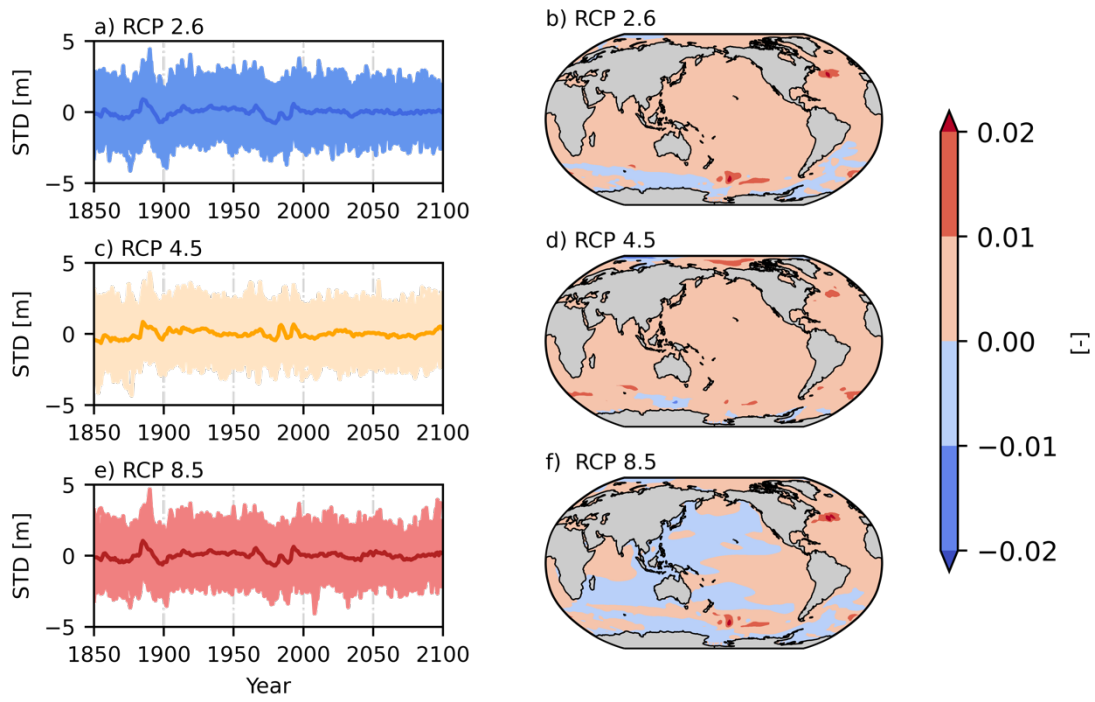 a) RCP 2.6
STD [m]
5
0
−5
1850 1900 1950 2000 2050 2100
b) RCP 2.6
c) RCP 4.5
STD [m]
5
0
−5
1850 1900 1950 2000 2050 2100
d) RCP 4.5
e) RCP 8.5
STD [m]
5
0
−5
1850 1900 1950 2000 2050 2100
Year
f) RCP 8.5
0.02
0.01
0.00
−0.01
−0.02
[-]